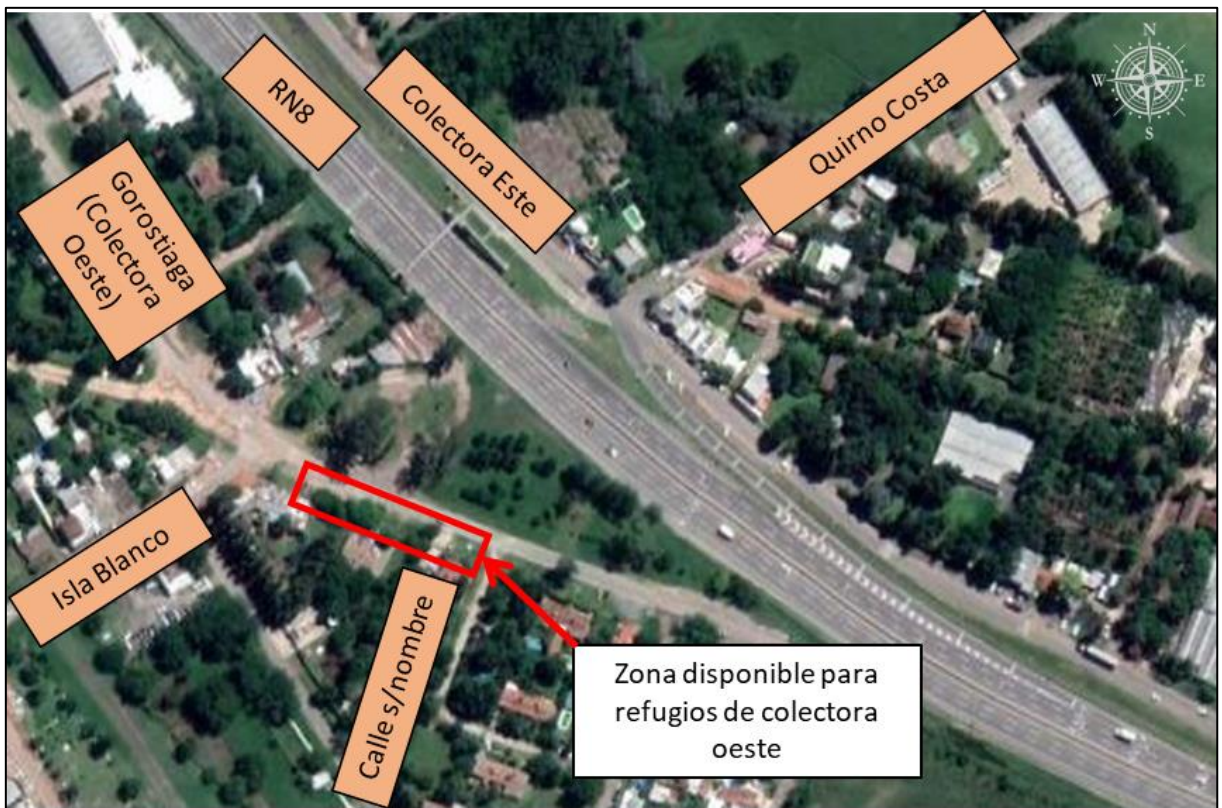 RN8
Colectora Este
Quirno Costa
N
W
E
S
Gorostiaga
(Colectora
Oeste)
Isla Blanco
Calle s/nombre
Zona disponible para
refugios de colectora
oeste